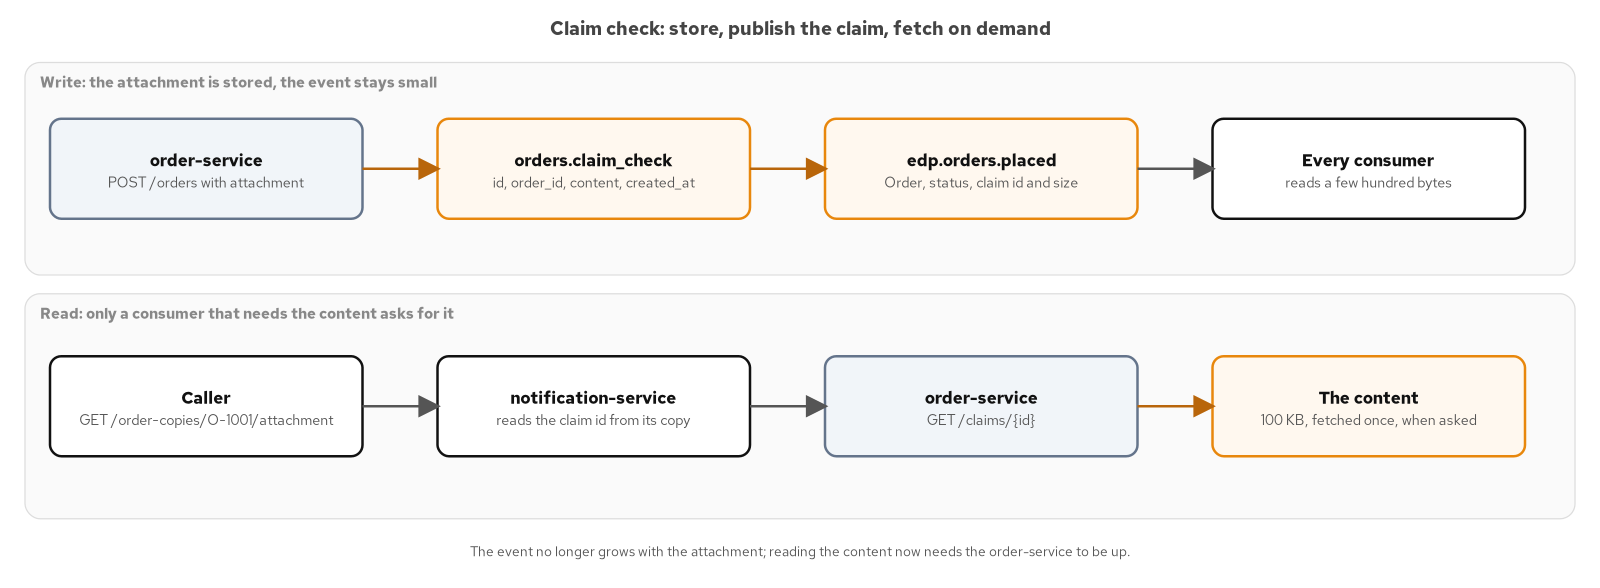 Claim check: store, publish the claim, fetch on demand
Write: the attachment is stored, the event stays small
order-service
POST /orders with attachment
orders.claim_check
id, order_id, content, created_at
edp.orders.placed
Order, status, claim id and size
Every consumer
reads a few hundred bytes
Read: only a consumer that needs the content asks for it
Caller
GET /order-copies/O-1001/attachment
notification-service
reads the claim id from its copy
order-service
GET /claims/{id}
The content
100 KB, fetched once, when asked
The event no longer grows with the attachment; reading the content now needs the order-service to be up.